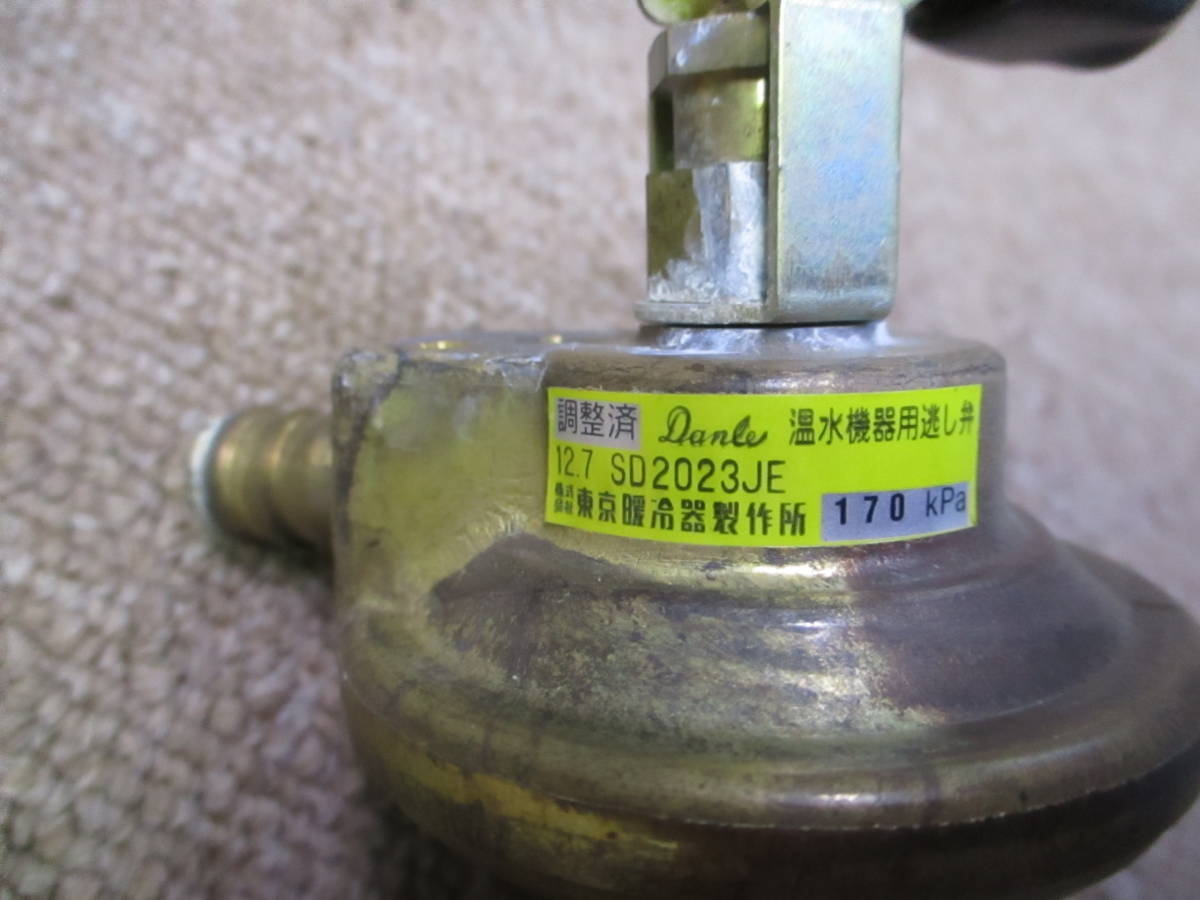 調整済 Danle 温水機器用逃し弁
12.7 SD2023JE
株式会社 東京暖冷器製作所 170 kPa